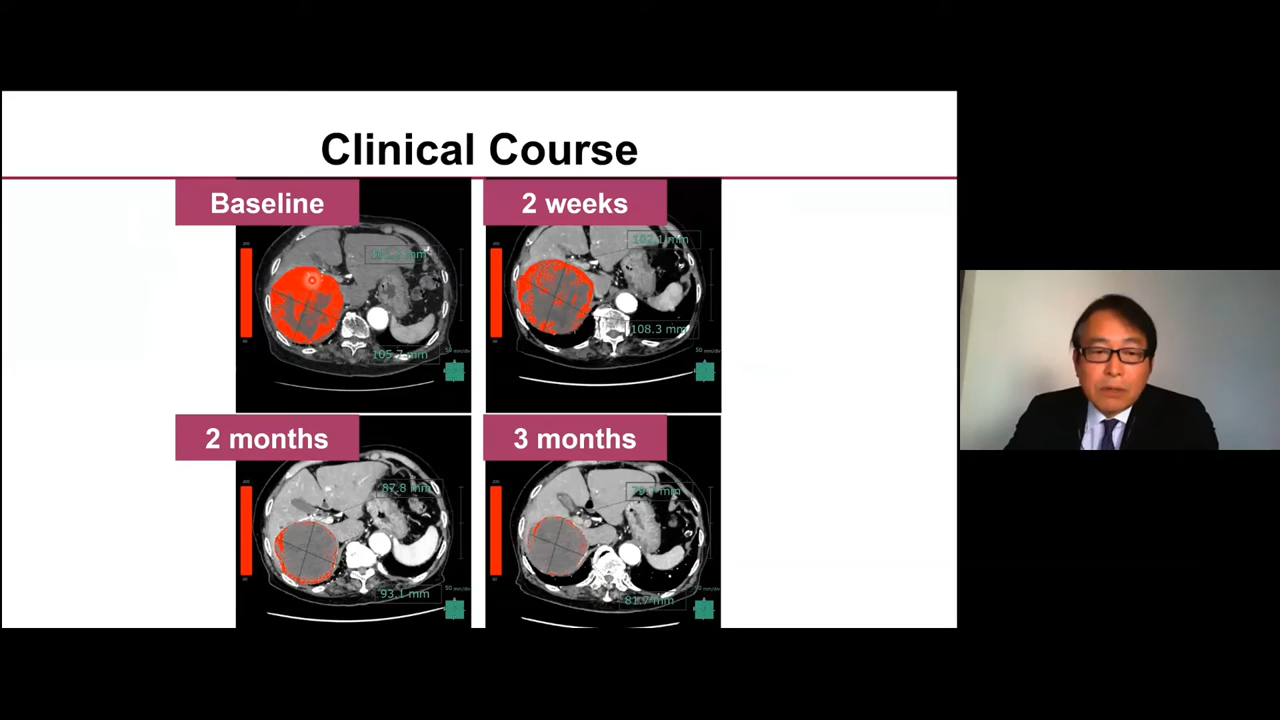 Clinical Course
Baseline
2 weeks
108.3 mm
2 months
87.8 mm
93.1 mm
3 months
81.7 mm